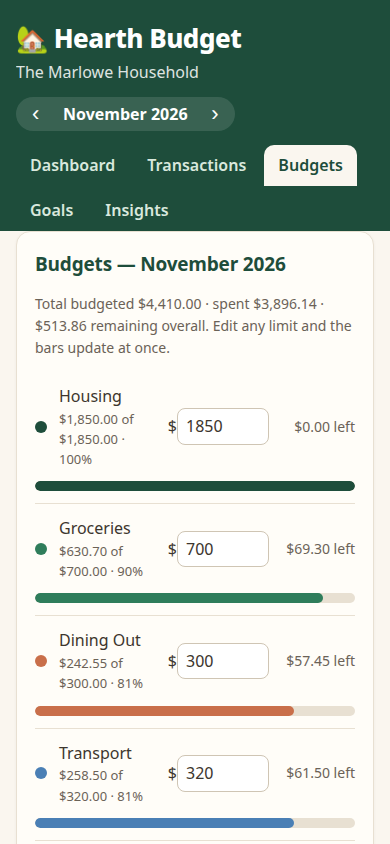 🏡 Hearth Budget
The Marlowe Household
‹ November 2026 ›
Dashboard Transactions Budgets
Goals Insights
Budgets — November 2026
Total budgeted $4,410.00 · spent $3,896.14 ·
$513.86 remaining overall. Edit any limit and the
bars update at once.
Housing
$1,850.00 of
$1,850.00 ·
100%
$ 1850
$0.00 left
Groceries
$630.70 of
$700.00 · 90%
$ 700
$69.30 left
Dining Out
$242.55 of
$300.00 · 81%
$ 300
$57.45 left
Transport
$258.50 of
$320.00 · 81%
$ 320
$61.50 left